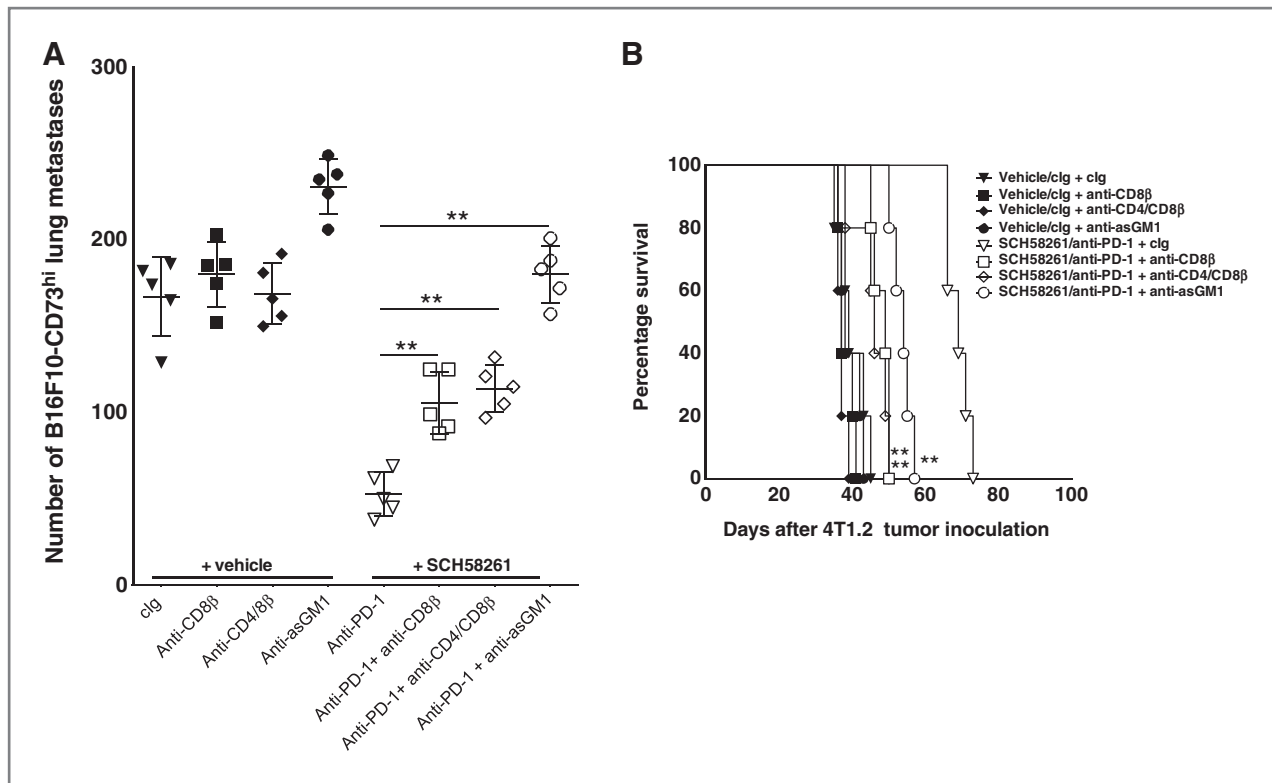 A
Number of B16F10-CD73hi lung metastases
300
200
100
0
**
**
**
+ vehicle
+ SCH58261
cIg
Anti-CD8β
Anti-CD4/8β
Anti-asGM1
Anti-PD-1
Anti-PD-1+ anti-CD8β
Anti-PD-1+ anti-CD4/CD8β
Anti-PD-1 + anti-asGM1
B
Percentage survival
100
80
60
40
20
0
0
20
40
60
80
100
**
**
**
Days after 4T1.2 tumor inoculation
Vehicle/cIg + cIg
Vehicle/cIg + anti-CD8β
Vehicle/cIg + anti-CD4/CD8β
Vehicle/cIg + anti-asGM1
SCH58261/anti-PD-1 + cIg
SCH58261/anti-PD-1 + anti-CD8β
SCH58261/anti-PD-1 + anti-CD4/CD8β
SCH58261/anti-PD-1 + anti-asGM1